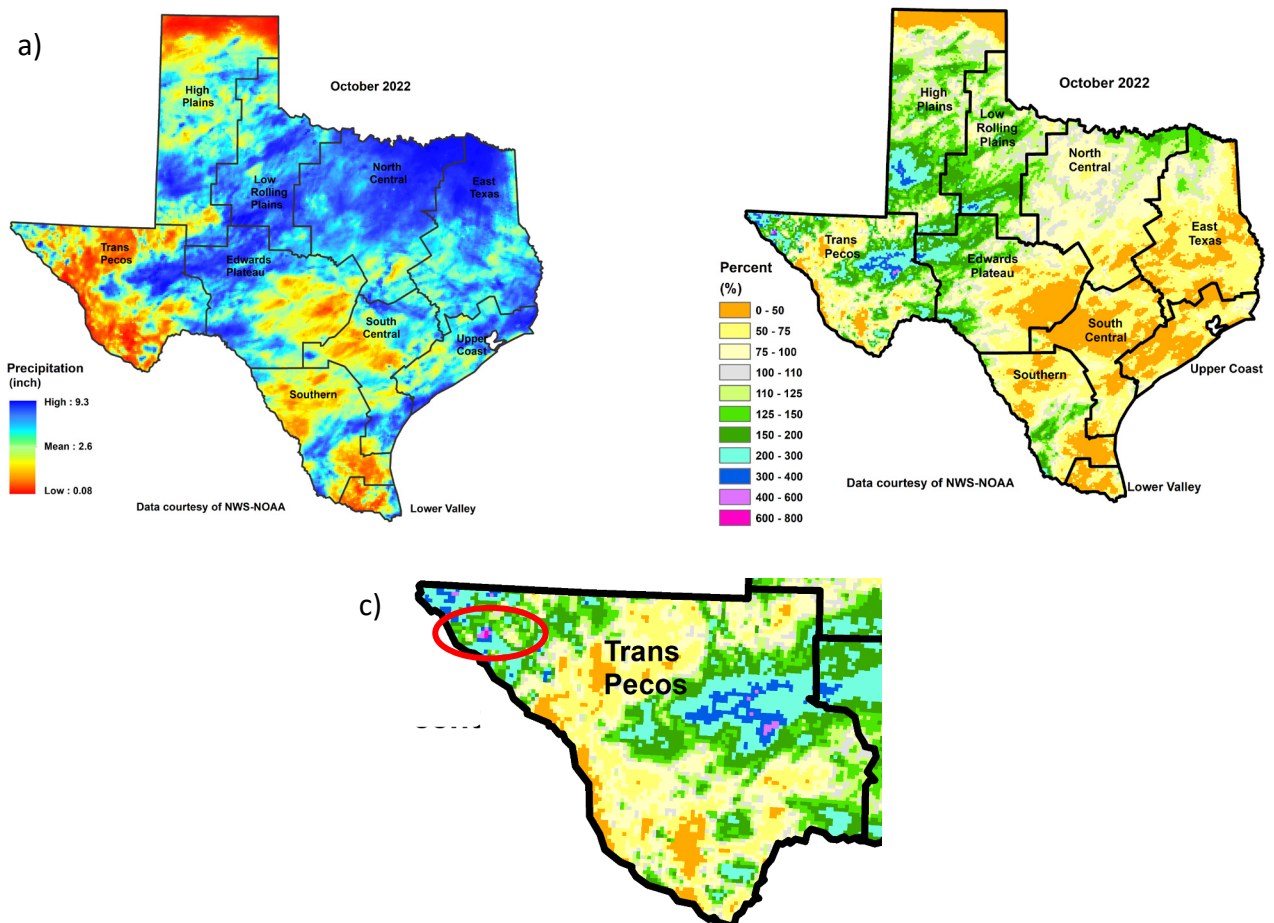 a)
October 2022
High
Plains
Low
Rolling
Plains
North
Central
East
Texas
Trans
Pecos
Edwards
Plateau
South
Central
Upper
Coast
Southern
Lower Valley
Precipitation
(inch)
High : 9.3
Mean : 2.6
Low : 0.08
Data courtesy of NWS-NOAA
October 2022
High
Plains
Low
Rolling
Plains
North
Central
East
Texas
Trans
Pecos
Edwards
Plateau
South
Central
Upper Coast
Southern
Lower Valley
Percent
(%)
0 - 50
50 - 75
75 - 100
100 - 110
110 - 125
125 - 150
150 - 200
200 - 300
300 - 400
400 - 600
600 - 800
Data courtesy of NWS-NOAA
c)
Trans
Pecos